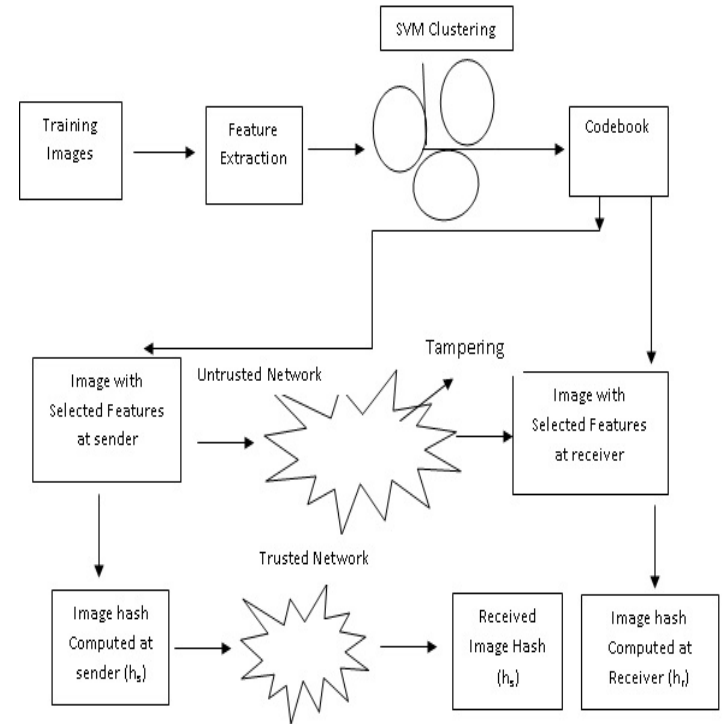 SVM Clustering
Training
Images
Feature
Extraction
Codebook
Untrusted Network
Tampering
Image with
Selected Features
at sender
Image with
Selected Features
at receiver
Trusted Network
Image hash
Computed at
sender (hₛ)
Received
Image Hash
(hₛ)
Image hash
Computed at
Receiver (hᵣ)